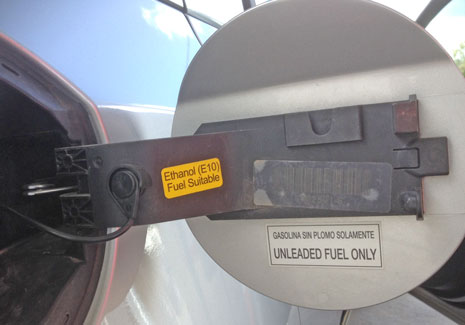 Ethanol (E10)
Fuel Suitable
GASOLINA SIN PLOMO SOLAMENTE
UNLEADED FUEL ONLY